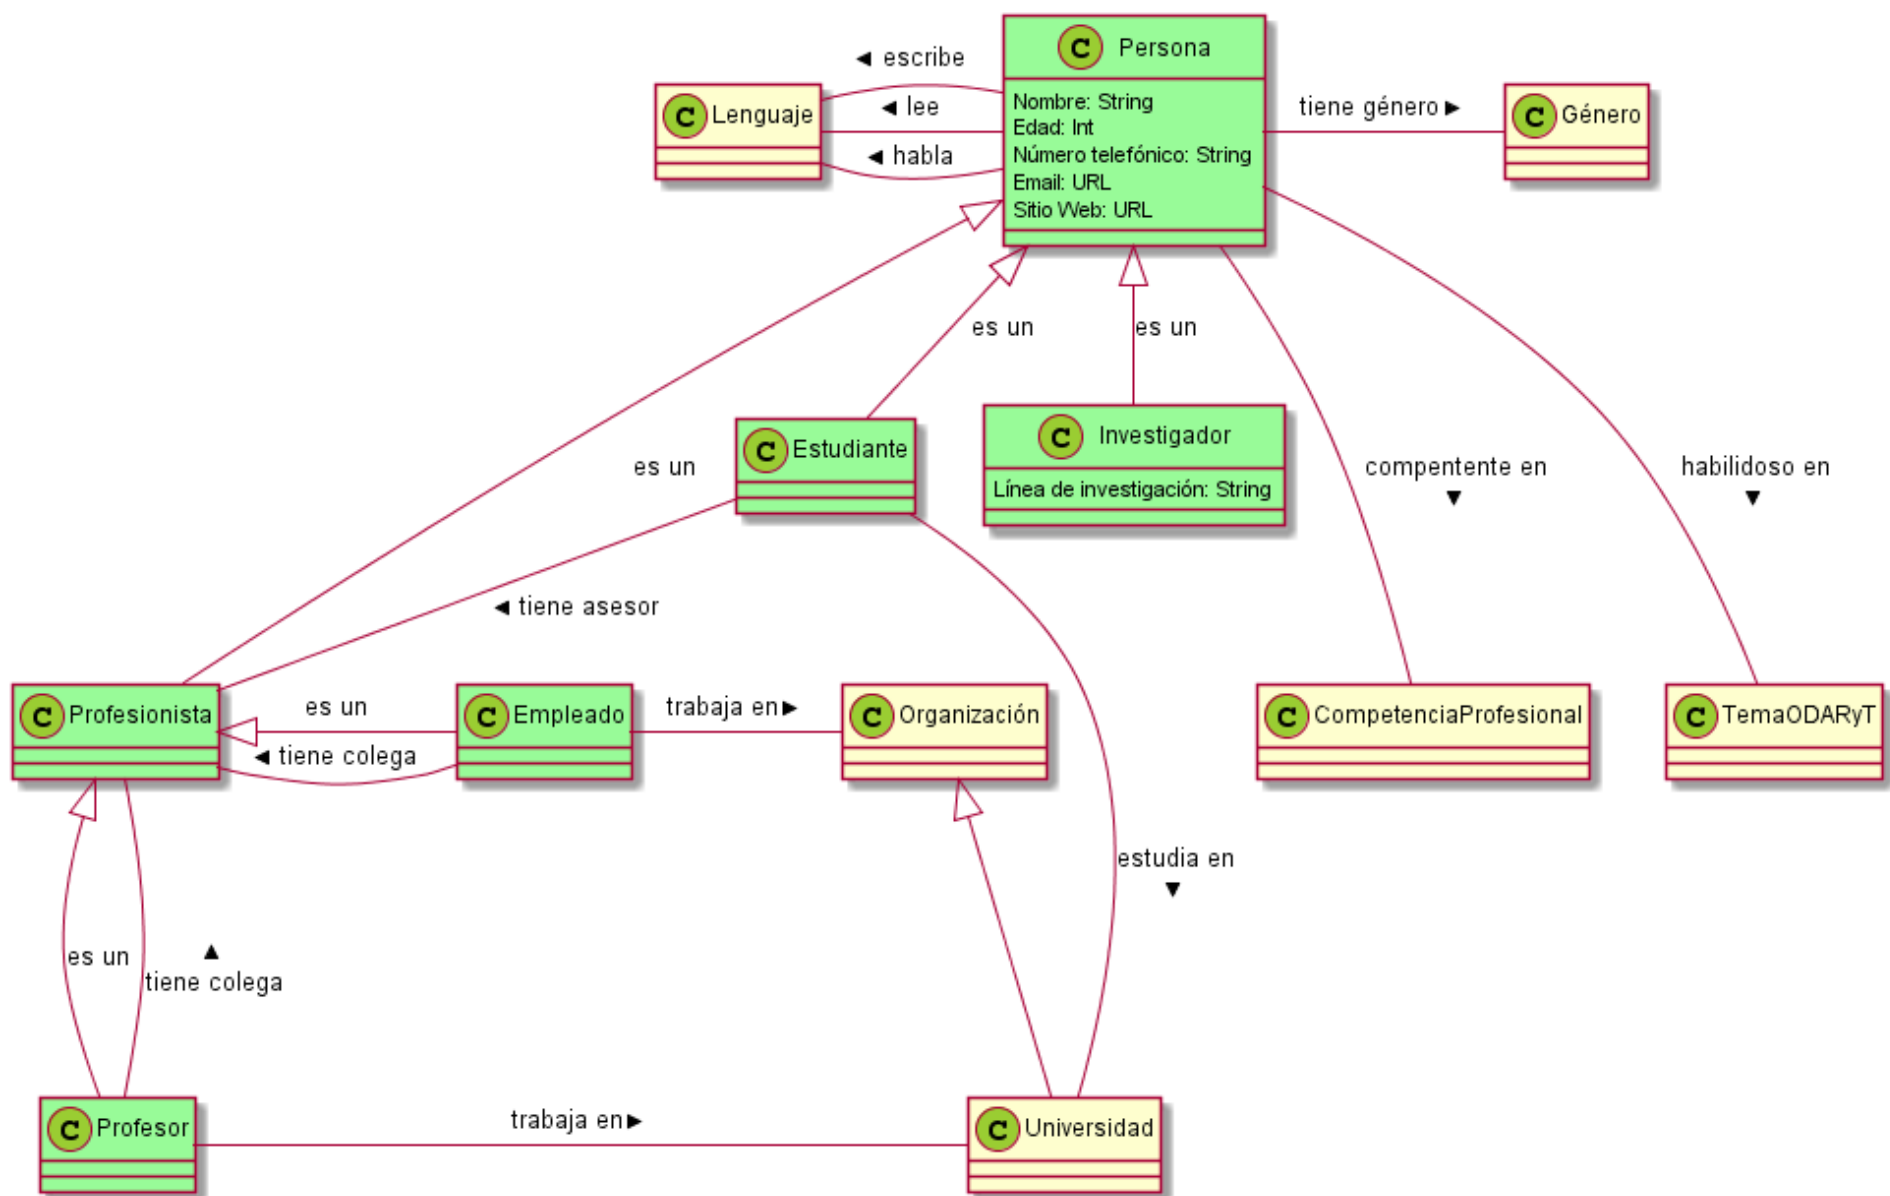 C Persona
Nombre: String
Edad: Int
Número telefónico: String
Email: URL
Sitio Web: URL
◄ escribe
◄ lee
◄ habla
C Lenguaje
tiene género ►
C Género
es un
es un
es un
C Estudiante
C Investigador
Línea de investigación: String
compentente en
▼
habilidoso en
▼
◄ tiene asesor
C Profesionista
es un
◄ tiene colega
C Empleado
trabaja en ►
C Organización
C CompetenciaProfesional
C TemaODARyT
estudia en
▼
es un
▲
tiene colega
C Profesor
trabaja en ►
C Universidad